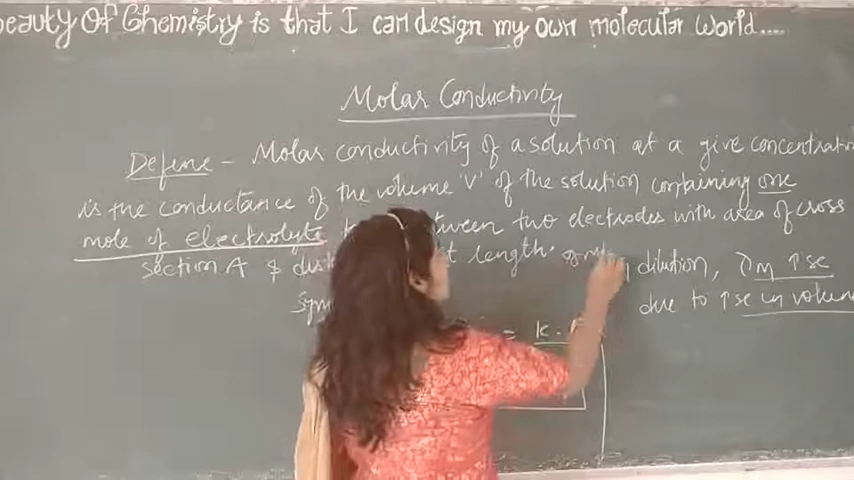 beauty Of Chemistry is that I can design my own molecular world....
Molar Conductivity
Define - Molar conductivity of a solution at a give concentration
is the conductance of the volume 'V' of the solution containing one
mole of electrolyte between two electrodes with area of cross
section A & length. dilution, λm ↑se
due to ↑se in volume
= k.